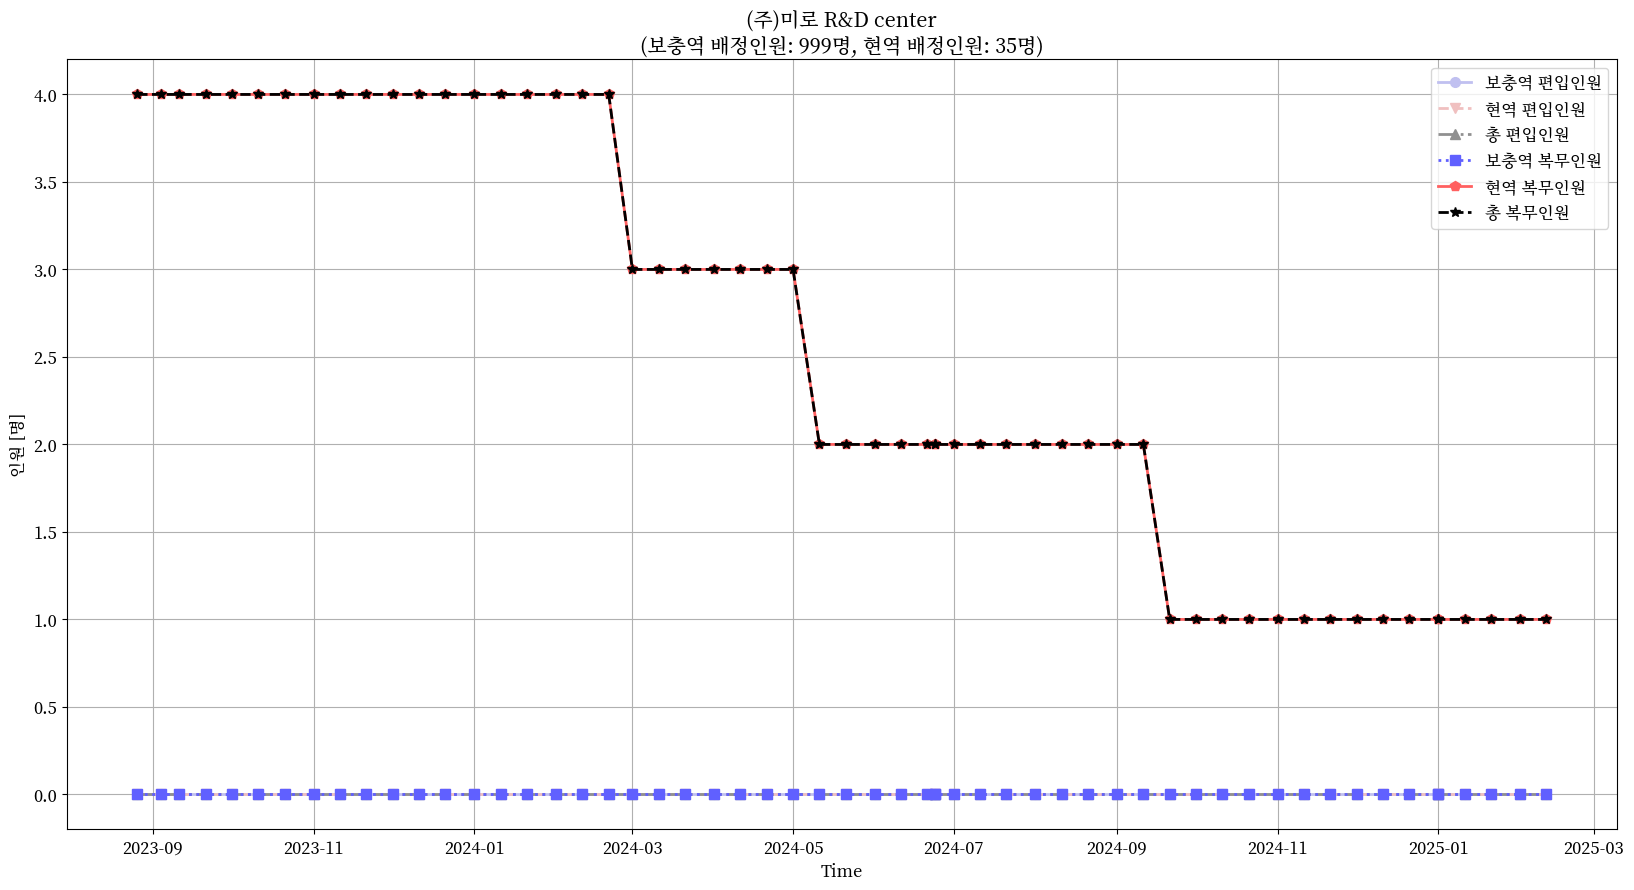 (주)미로 R&D center
(보충역 배정인원: 999명, 현역 배정인원: 35명)
보충역 편입인원
현역 편입인원
총 편입인원
보충역 복무인원
현역 복무인원
총 복무인원
인원 [명]
4.0
3.5
3.0
2.5
2.0
1.5
1.0
0.5
0.0
2023-09 2023-11 2024-01 2024-03 2024-05 2024-07 2024-09 2024-11 2025-01 2025-03
Time